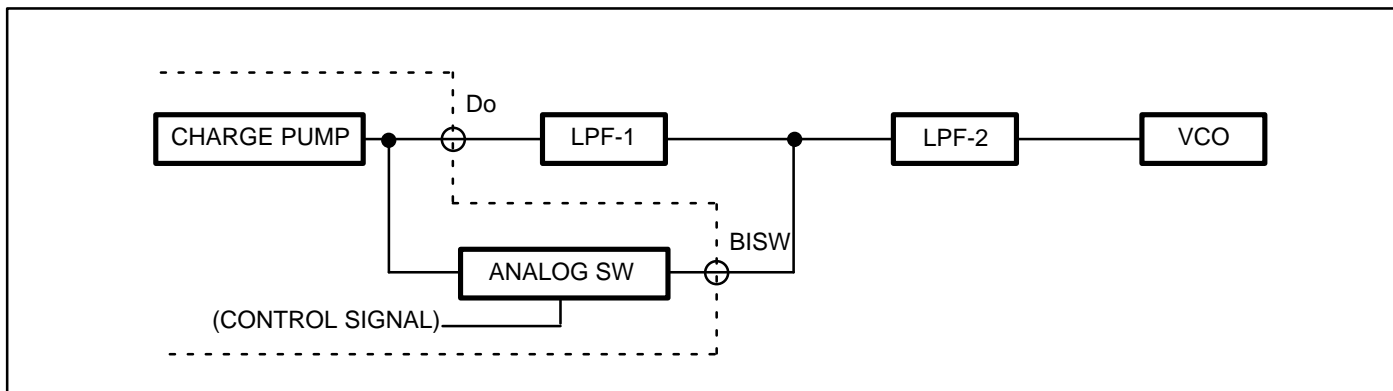 Do
CHARGE PUMP
LPF-1
LPF-2
VCO
BISW
ANALOG SW
(CONTROL SIGNAL)